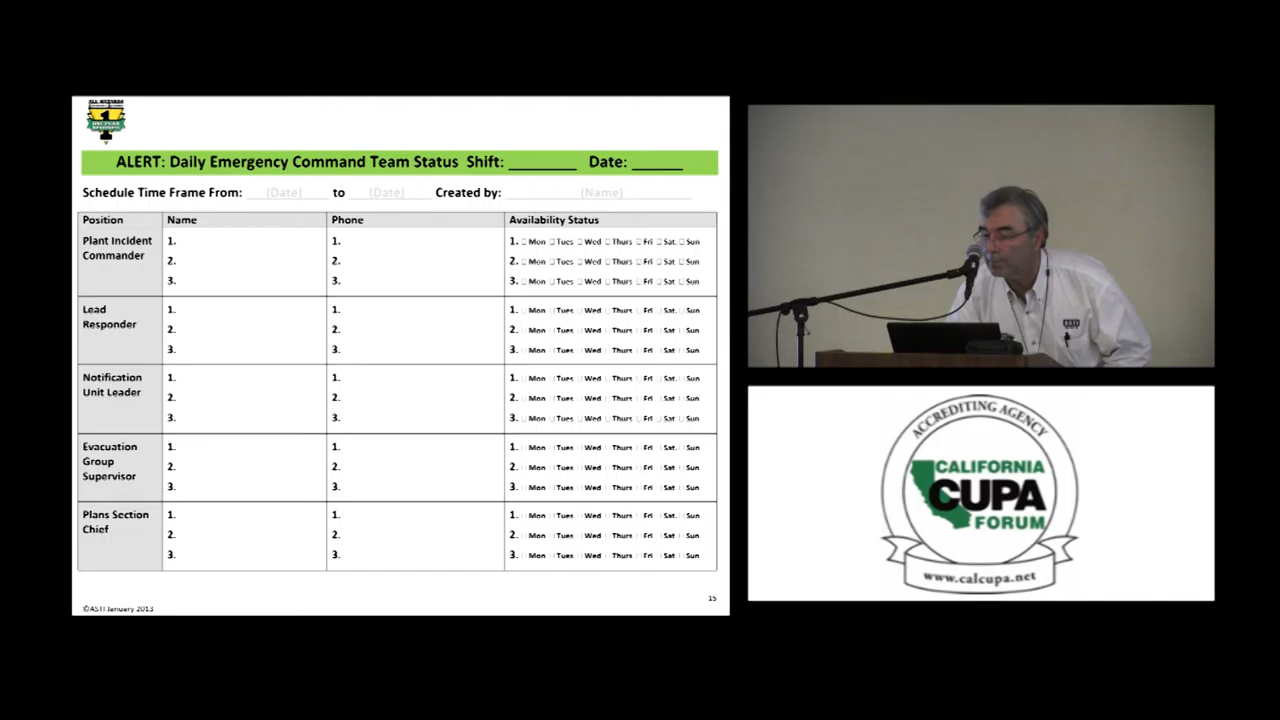 ALERT: Daily Emergency Command Team Status Shift: ________ Date: ______
Schedule Time Frame From: (Date) to (Date) Created by: (Name)
Position Name Phone Availability Status
Plant Incident Commander
1. 1. 1. Mon Tues Wed Thurs Fri Sat. Sun
2. 2. 2. Mon Tues Wed Thurs Fri Sat Sun
3. 3. 3. Mon Tues Wed Thurs Fri Sat Sun
Lead Responder
1. 1. 1. Mon Tues Wed Thurs Fri Sat. Sun
2. 2. 2. Mon Tues Wed Thurs Fri Sat Sun
3. 3. 3. Mon Tues Wed Thurs Fri Sat Sun
Notification Unit Leader
1. 1. 1. Mon Tues Wed Thurs Fri Sat Sun
2. 2. 2. Mon Tues Wed Thurs Fri Sat Sun
3. 3. 3. Mon Tues Wed Thurs Fri Sat Sun
Evacuation Group Supervisor
1. 1. 1. Mon Tues Wed Thurs Fri Sat. Sun
2. 2. 2. Mon Tues Wed Thurs Fri Sat Sun
3. 3. 3. Mon Tues Wed Thurs Fri Sat Sun
Plans Section Chief
1. 1. 1. Mon Tues Wed Thurs Fri Sat Sun
2. 2. 2. Mon Tues Wed Thurs Fri Sat Sun
3. 3. 3. Mon Tues Wed Thurs Fri Sat Sun
15
©ASTI January 2013
ALL HAZARDS
1
ASTI
ACCREDITING AGENCY
CALIFORNIA
CUPA
FORUM
www.calcupa.net